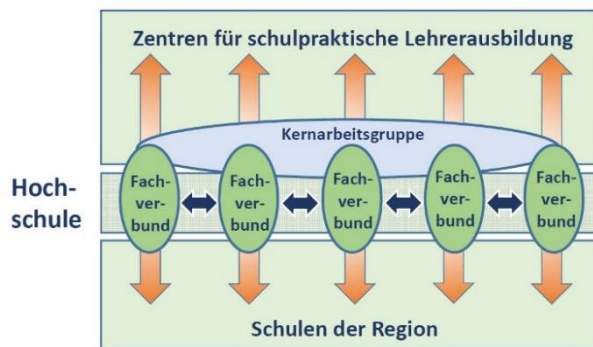 Zentren für schulpraktische Lehrerausbildung
Kernarbeitsgruppe
Hoch-
schule
Fach-
ver-
bund
Fach-
ver-
bund
Fach-
ver-
bund
Fach-
ver-
bund
Fach-
ver-
bund
Schulen der Region